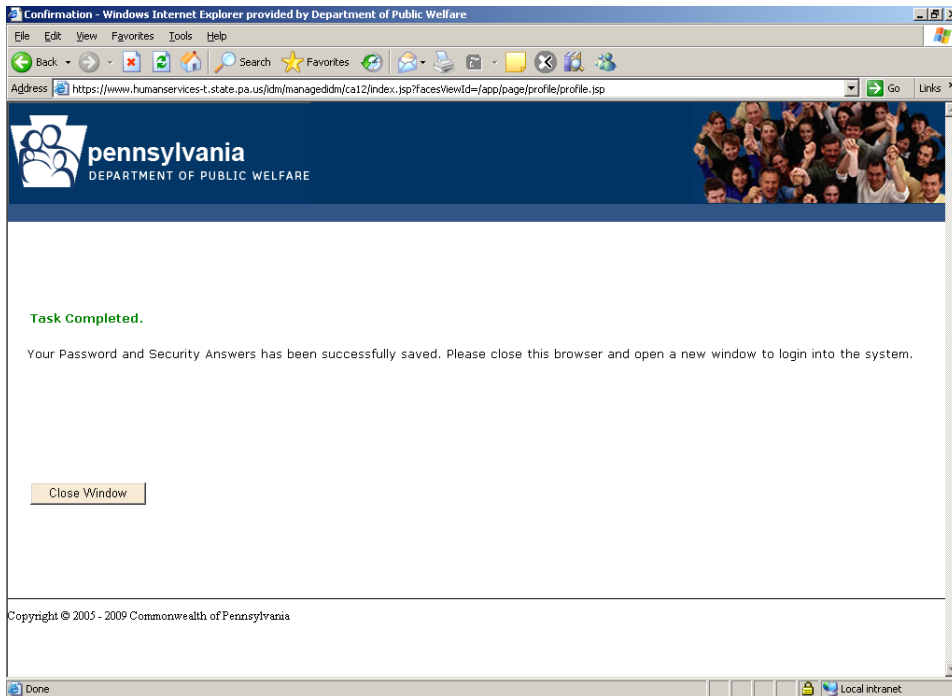 Confirmation - Windows Internet Explorer provided by Department of Public Welfare
File Edit View Favorites Tools Help
Back Search Favorites
Address https://www.humanservices-t.state.pa.us/idm/managedidm/ca12/index.jsp?facesViewId=/app/page/profile/profile.jsp Go Links
pennsylvania
DEPARTMENT OF PUBLIC WELFARE
Task Completed.
Your Password and Security Answers has been successfully saved. Please close this browser and open a new window to login into the system.
Close Window
Copyright © 2005 - 2009 Commonwealth of Pennsylvania
Done Local intranet